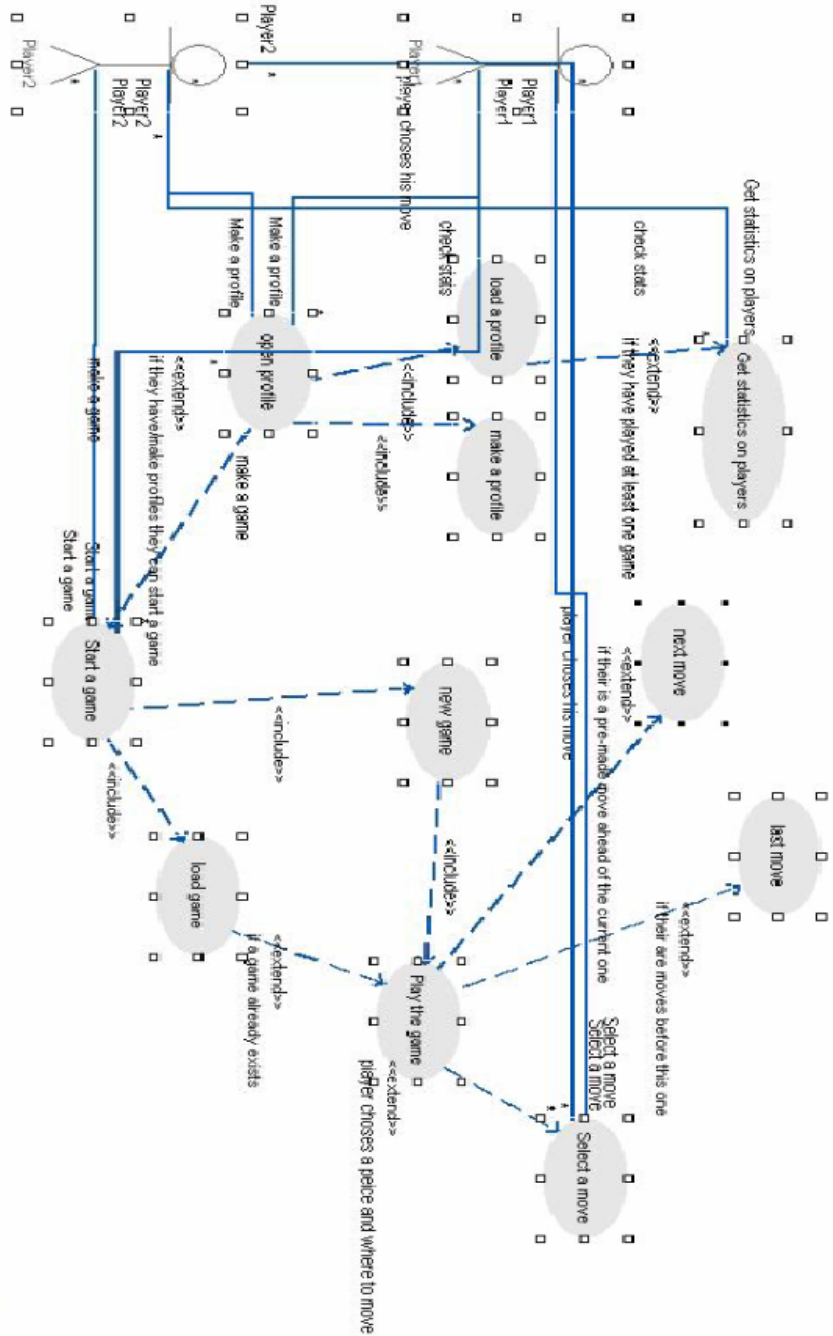 Player2
Player2
Player2
Player2
*
*
*
Player1
Player1
Player1
*
player choses his move
Get statistics on players
check stats
check stats
Make a profile
Make a profile
*
open profile
load a profile
make a profile
Get statistics on players
*
<<include>>
<<include>>
<<extend>>
if they have played at least one game
<<extend>>
if they have/make profiles they can start a game
make a game
make a game
Start a game
Start a game
Start a game
*
*
<<include>>
<<include>>
new game
load game
<<include>>
<<extend>>
if a game already exists
Play the game
next move
<<extend>>
if their is a pre-made move ahead of the current one
player choses his move
last move
<<extend>>
if their are moves before this one
Select a move
Select a move
*
*
Select a move
<<extend>>
player choses a peice and where to move